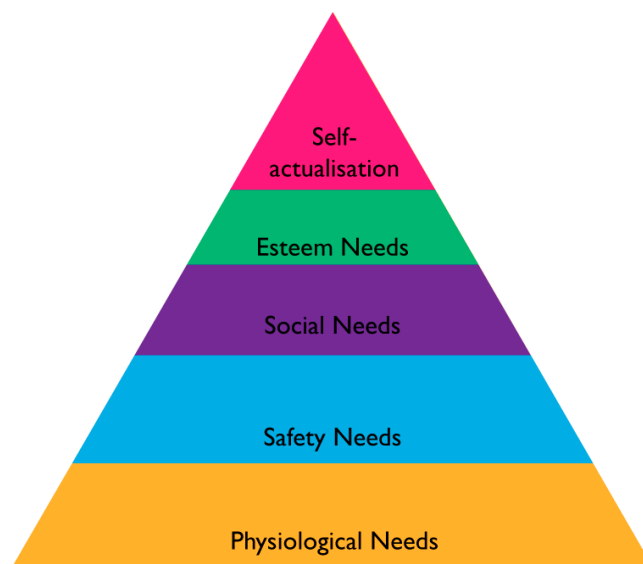 Self-
actualisation
Esteem Needs
Social Needs
Safety Needs
Physiological Needs